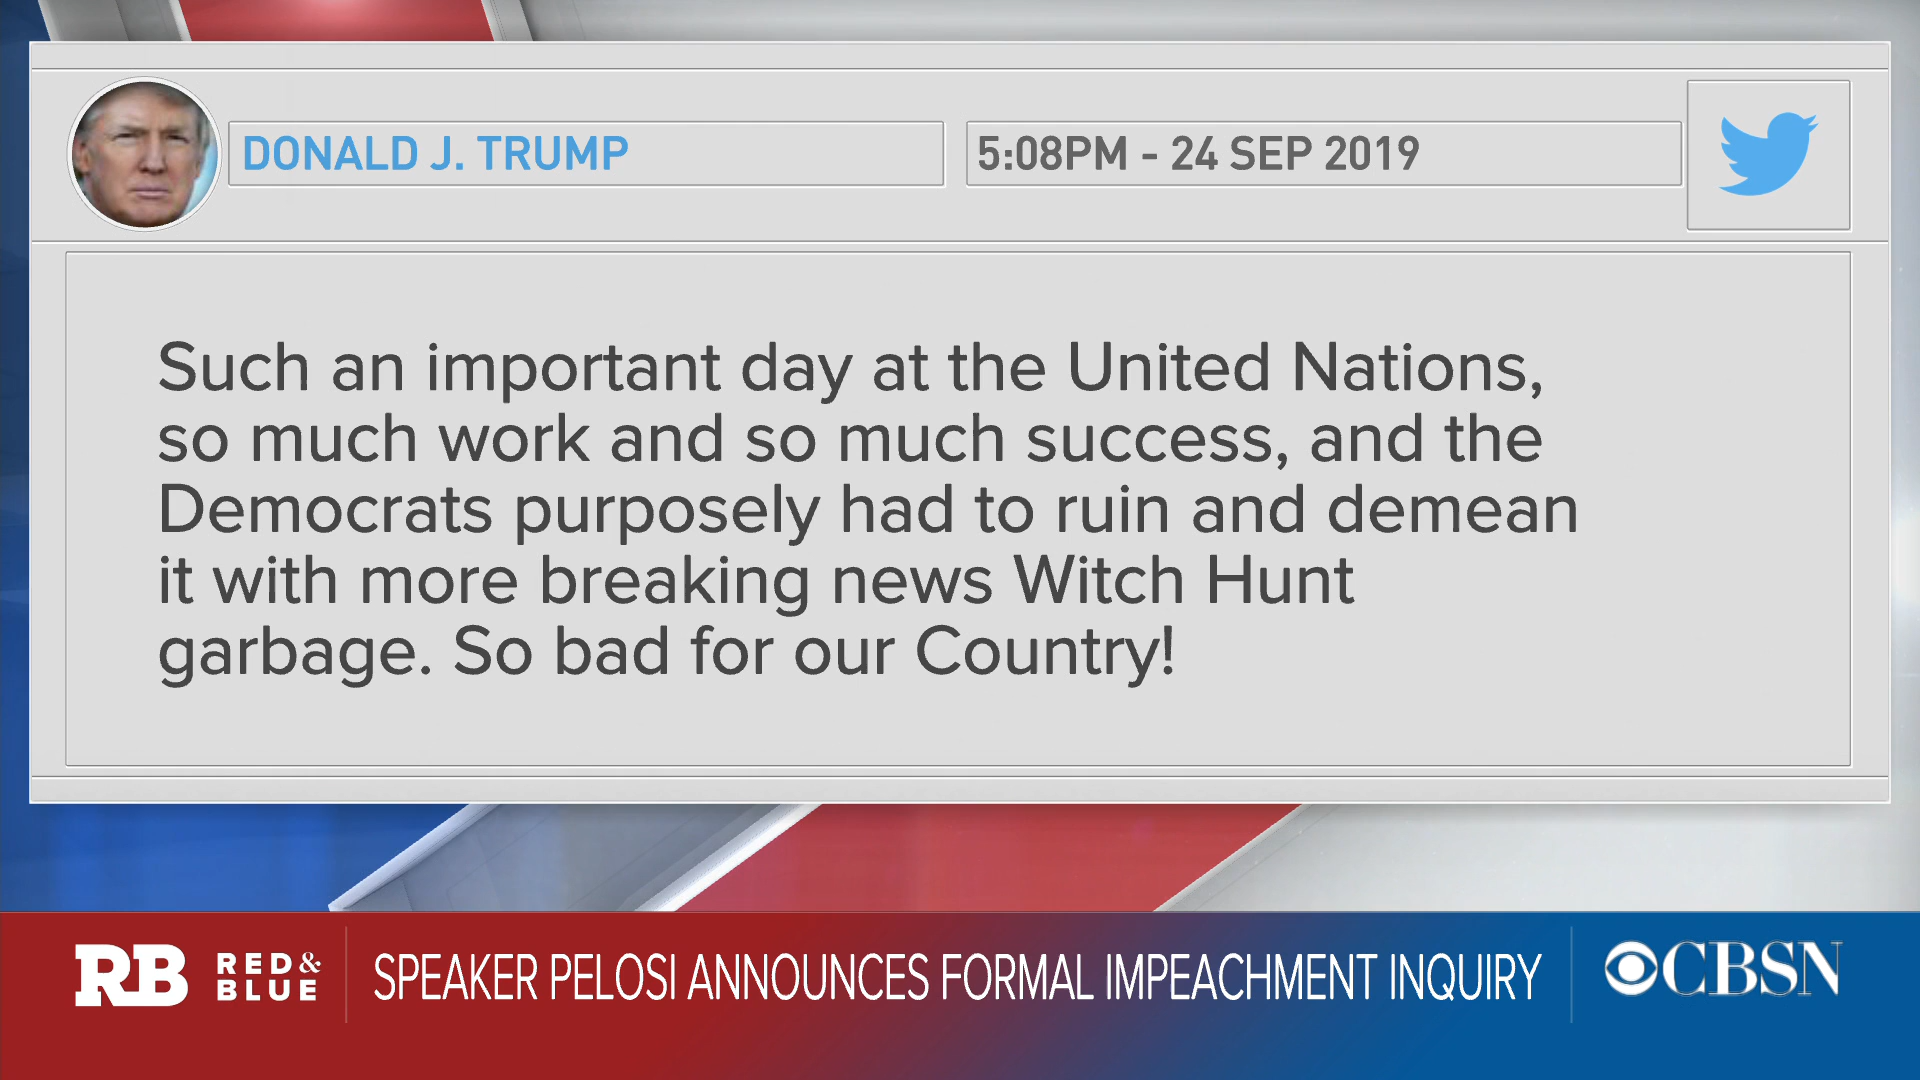 DONALD J. TRUMP
5:08PM - 24 SEP 2019
Such an important day at the United Nations,
so much work and so much success, and the
Democrats purposely had to ruin and demean
it with more breaking news Witch Hunt
garbage. So bad for our Country!
RB
RED &
BLUE
SPEAKER PELOSI ANNOUNCES FORMAL IMPEACHMENT INQUIRY
CBSN